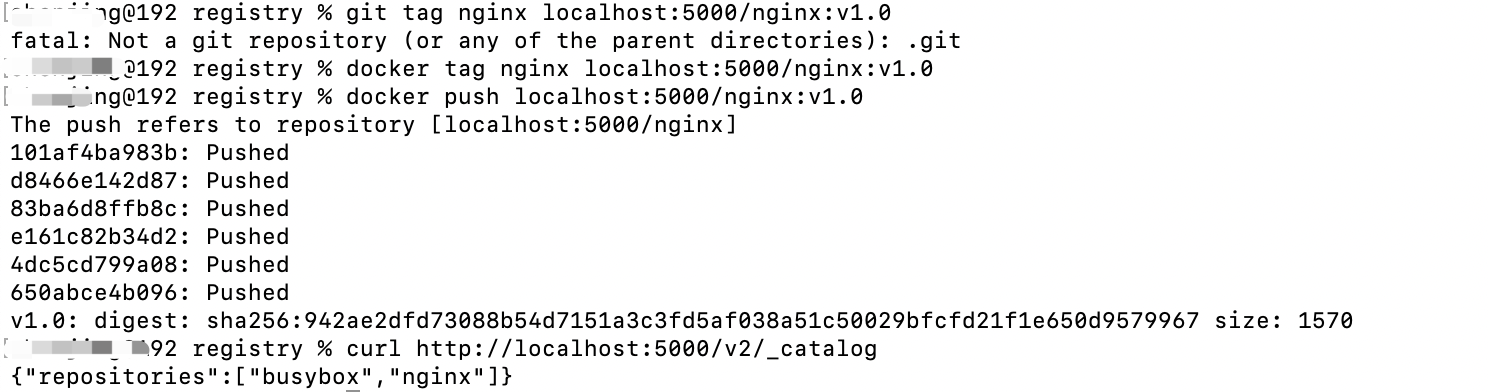 ng@192 registry % git tag nginx localhost:5000/nginx:v1.0
fatal: Not a git repository (or any of the parent directories): .git
@192 registry % docker tag nginx localhost:5000/nginx:v1.0
ng@192 registry % docker push localhost:5000/nginx:v1.0
The push refers to repository [localhost:5000/nginx]
101af4ba983b: Pushed
d8466e142d87: Pushed
83ba6d8ffb8c: Pushed
e161c82b34d2: Pushed
4dc5cd799a08: Pushed
650abce4b096: Pushed
v1.0: digest: sha256:942ae2dfd73088b54d7151a3c3fd5af038a51c50029bfcfd21f1e650d9579967 size: 1570
92 registry % curl http://localhost:5000/v2/_catalog
{"repositories":["busybox","nginx"]}